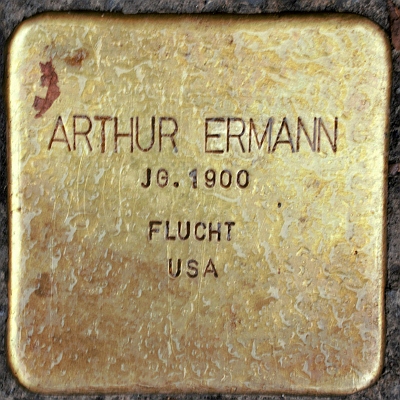 ARTHUR ERMANN
JG. 1900
FLUCHT
USA